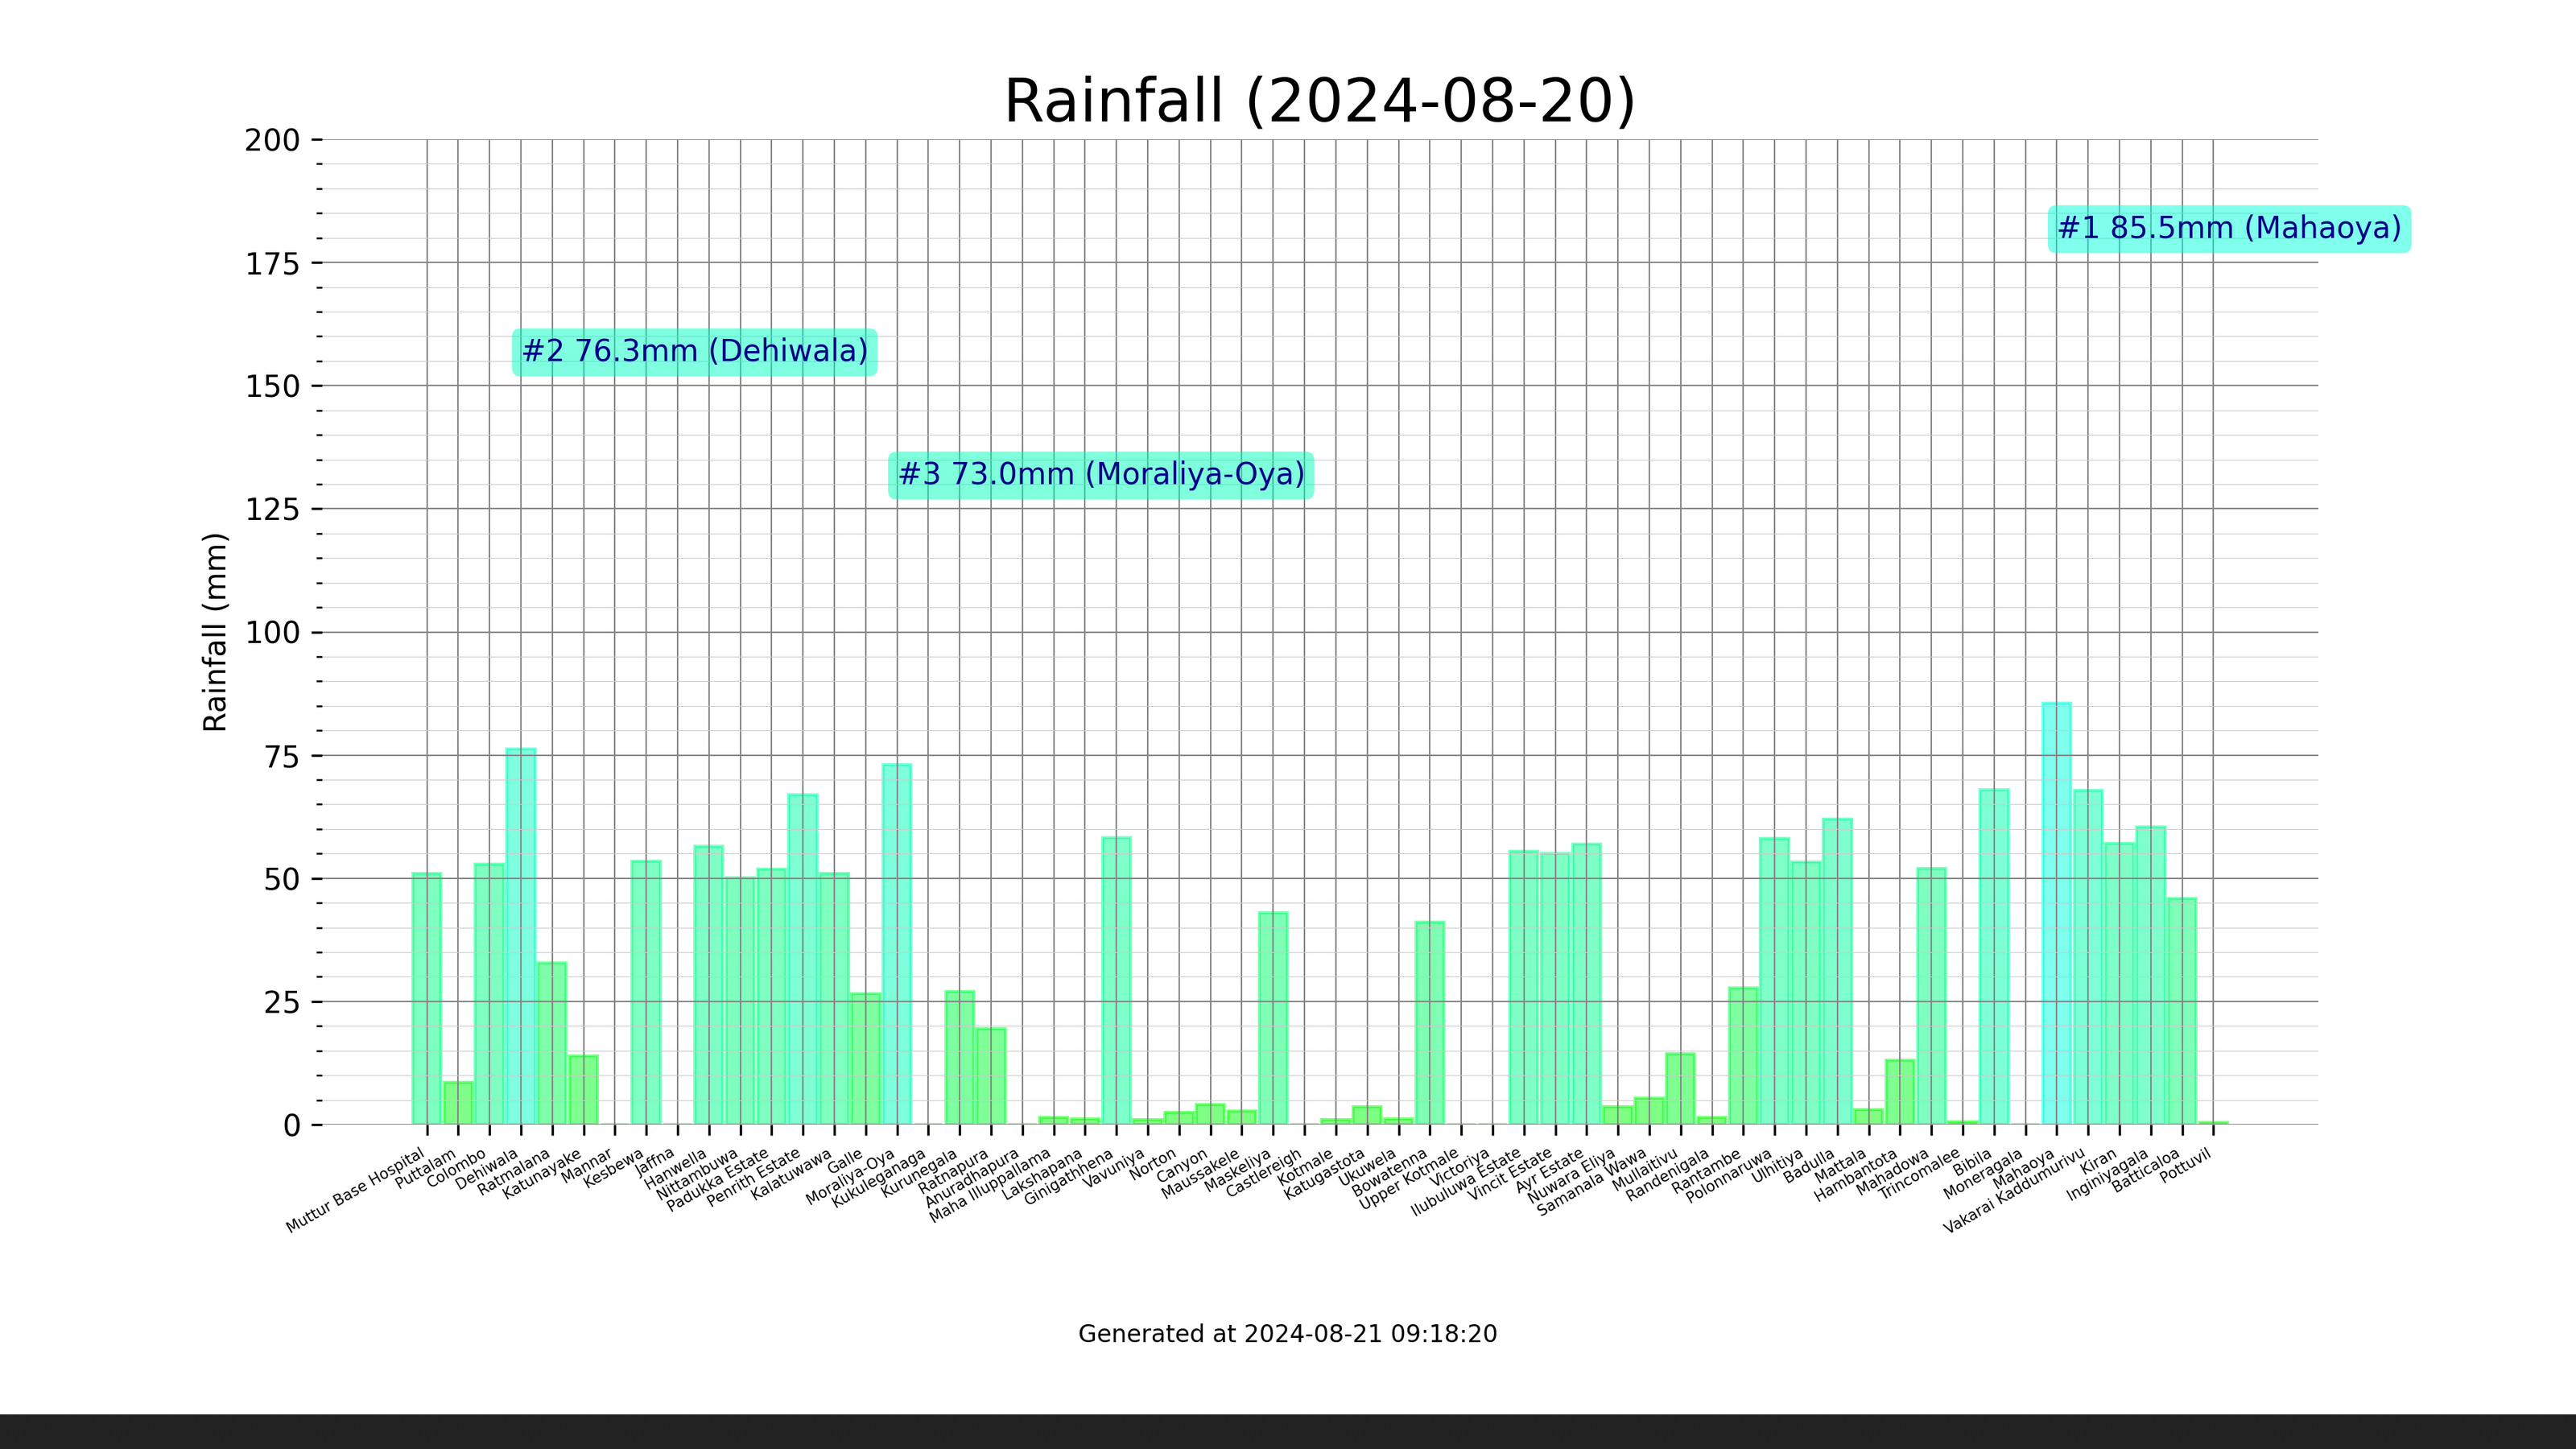 Rainfall (2024-08-20)
200
175
150
125
100
75
50
25
0
Rainfall (mm)
#1 85.5mm (Mahaoya)
#2 76.3mm (Dehiwala)
#3 73.0mm (Moraliya-Oya)
Muttur Base Hospital
Puttalam
Colombo
Dehiwala
Ratmalana
Katunayake
Mannar
Kesbewa
Jaffna
Hanwella
Nittambuwa
Padukka Estate
Penrith Estate
Kalatuwawa
Galle
Moraliya-Oya
Kukuleganaga
Kurunegala
Ratnapura
Anuradhapura
Maha Illuppallama
Lakshapana
Ginigathhena
Vavuniya
Norton
Canyon
Maussakele
Maskeliya
Castlereigh
Kotmale
Katugastota
Ukuwela
Bowatenna
Upper Kotmale
Victoriya
Ilubuluwa Estate
Vincit Estate
Ayr Estate
Nuwara Eliya
Samanala Wawa
Mullaitivu
Randenigala
Rantambe
Polonnaruwa
Ulhitiya
Badulla
Mattala
Hambantota
Mahadowa
Trincomalee
Bibila
Moneragala
Mahaoya
Vakarai Kaddumurivu
Kiran
Inginiyagala
Batticaloa
Pottuvil
Generated at 2024-08-21 09:18:20